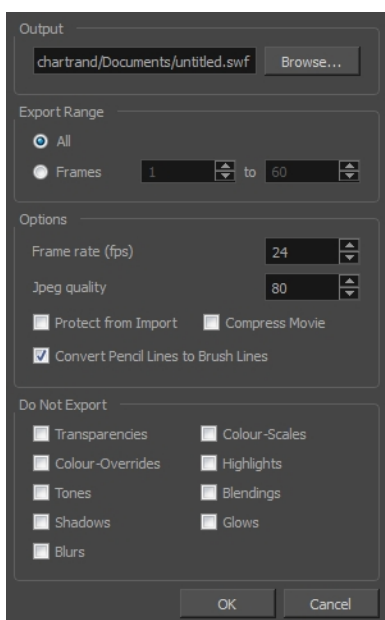 Output
chartrand/Documents/untitled.swf Browse...
Export Range
All
Frames 1 to 60
Options
Frame rate (fps) 24
Jpeg quality 80
Protect from Import Compress Movie
Convert Pencil Lines to Brush Lines
Do Not Export
Transparencies Colour-Scales
Colour-Overrides Highlights
Tones Blendings
Shadows Glows
Blurs
OK Cancel